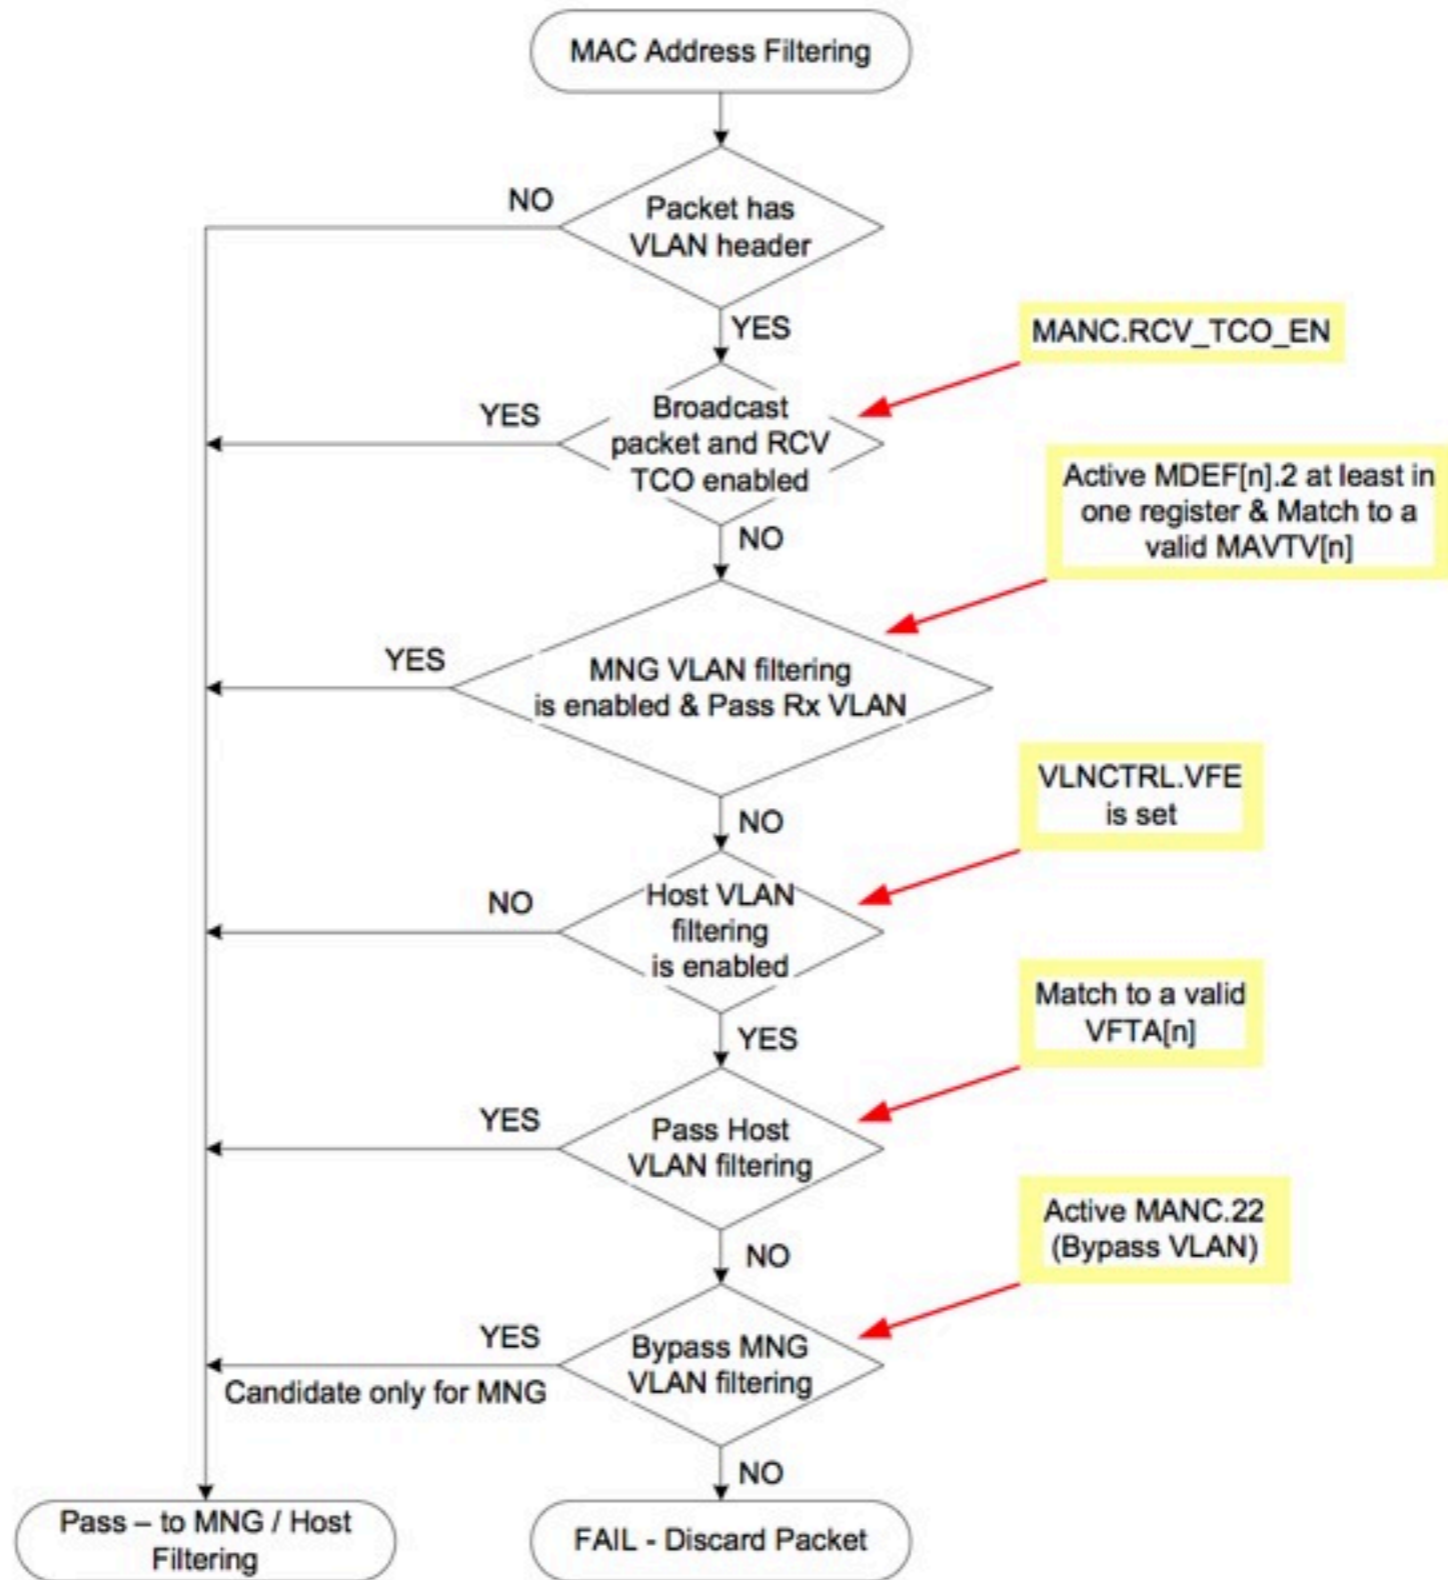 MAC Address Filtering
NO
Packet has
VLAN header
YES
MANC.RCV_TCO_EN
YES
Broadcast
packet and RCV
TCO enabled
NO
Active MDEF[n].2 at least in
one register & Match to a
valid MAVTV[n]
YES
MNG VLAN filtering
is enabled & Pass Rx VLAN
NO
VLNCTRL.VFE
is set
NO
Host VLAN
filtering
is enabled
YES
Match to a valid
VFTA[n]
YES
Pass Host
VLAN filtering
NO
Active MANC.22
(Bypass VLAN)
YES
Bypass MNG
VLAN filtering
Candidate only for MNG
NO
Pass – to MNG / Host
Filtering
FAIL - Discard Packet